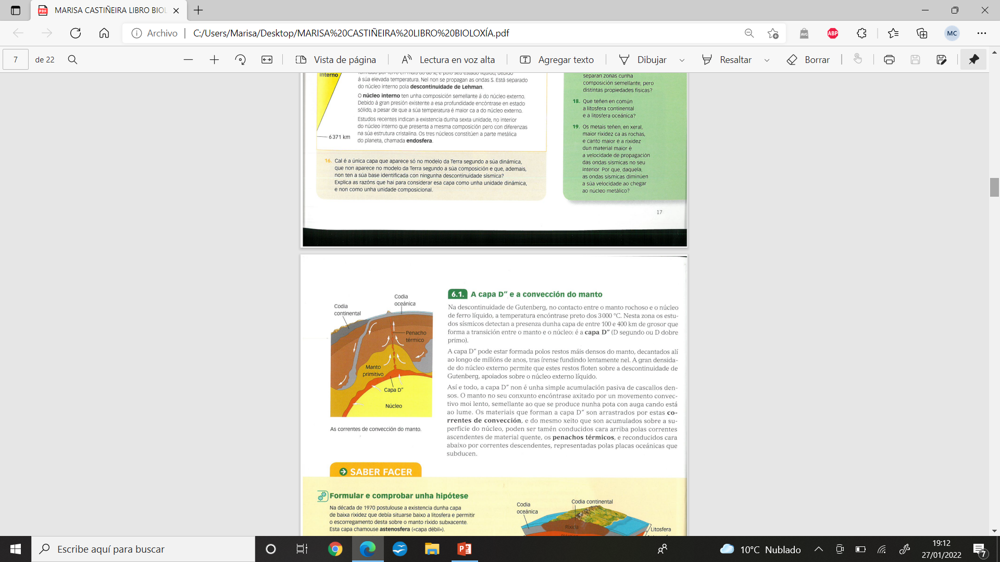 MARISA CASTIÑEIRA LIBRO BIOL
Archivo
C:/Users/Marisa/Desktop/MARISA%20CASTIÑEIRA%20LIBRO%20BIOLOXÍA.pdf
AVG
ABP
MC
7
de 22
Vista de página
Lectura en voz alta
Agregar texto
Dibujar
Resaltar
Borrar
interno
6 371 km
formado por ferro en máis do 80 %, e polo seu estado líquido, debido
á súa elevada temperatura. Nel non se propagan as ondas S. Está separado
do núcleo interno pola descontinuidade de Lehman.
O núcleo interno ten unha composición semellante á do núcleo externo.
Debido á gran presión existente a esa profundidade encóntrase en estado
sólido, a pesar de que a súa temperatura é maior ca a do núcleo externo.
Estudos recentes indican a existencia dunha sexta unidade, no interior
do núcleo interno que presenta a mesma composición pero con diferenzas
na súa estrutura cristalina. Os tres núcleos constitúen a parte metálica
do planeta, chamada endosfera.
16. Cal é a única capa que aparece só no modelo da Terra segundo a súa dinámica,
que non aparece no modelo da Terra segundo a súa composición e que, ademais,
non ten a súa base identificada con ningunha descontinuidade sísmica?
Explica as razóns que hai para considerar esa capa como unha unidade dinámica,
e non como unha unidade composicional.
separan zonas cunha
composición semellante, pero
distintas propiedades físicas?
18. Que teñen en común
a litosfera continental
e a litosfera oceánica?
19. Os metais teñen, en xeral,
maior rixidez ca as rochas,
e canto maior é a rixidez
dun material maior é
a velocidade de propagación
das ondas sísmicas no seu
interior. Por que, daquela,
as ondas sísmicas diminúen
a súa velocidade ao chegar
ao núcleo metálico?
17
Codia
continental
Codia
oceánica
Penacho
térmico
Manto
primitivo
Capa D″
Núcleo
As correntes de convección do manto.
6.1. A capa D″ e a convección do manto
Na descontinuidade de Gutenberg, no contacto entre o manto rochoso e o núcleo
de ferro líquido, a temperatura encóntrase preto dos 3 000 °C. Nesta zona os estu-
dos sísmicos detectan a presenza dunha capa de entre 100 e 400 km de grosor que
forma a transición entre o manto e o núcleo: é a capa D″ (D segundo ou D dobre
primo).
A capa D″ pode estar formada polos restos máis densos do manto, decantados alí
ao longo de millóns de anos, tras írense fundindo lentamente nel. A gran densida-
de do núcleo externo permite que estes restos floten sobre a descontinuidade de
Gutenberg, apoiados sobre o núcleo externo líquido.
Así e todo, a capa D″ non é unha simple acumulación pasiva de cascallos den-
sos. O manto no seu conxunto encóntrase axitado por un movemento convec-
tivo moi lento, semellante ao que se produce nunha pota con auga cando está
ao lume. Os materiais que forman a capa D″ son arrastrados por estas co-
rrentes de convección, e do mesmo xeito que son acumulados sobre a su-
perficie do núcleo, poden ser tamén conducidos cara arriba polas correntes
ascendentes de material quente, os penachos térmicos, e reconducidos cara
abaixo por correntes descendentes, representadas polas placas oceánicas que
subducen.
SABER FACER
Formular e comprobar unha hipótese
Na década de 1970 postulouse a existencia dunha capa
de baixa rixidez que debía situarse baixo a litosfera e permitir
o escorregamento desta sobre o manto ríxido subxacente.
Esta capa chamouse astenosfera («capa débil»).
Codia
oceánica
Codia continental
Ríxida
Litosfera
Escribe aquí para buscar
10°C Nublado
19:12
27/01/2022
7